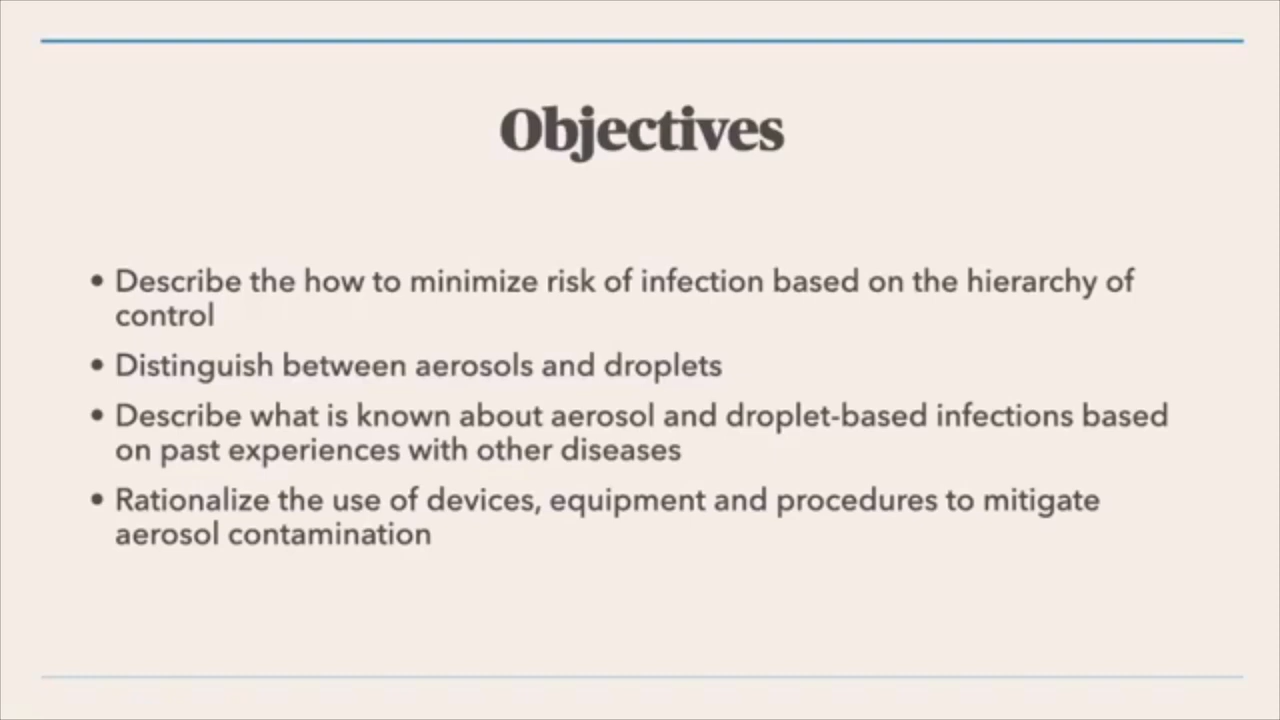 Objectives
• Describe the how to minimize risk of infection based on the hierarchy of
control
• Distinguish between aerosols and droplets
• Describe what is known about aerosol and droplet-based infections based
on past experiences with other diseases
• Rationalize the use of devices, equipment and procedures to mitigate
aerosol contamination